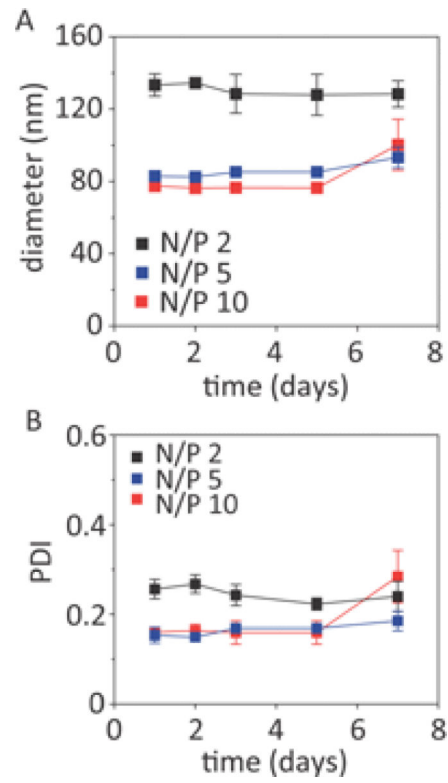 A
160
120
80
40
0
diameter (nm)
N/P 2
N/P 5
N/P 10
0 2 4 6 8
time (days)
B
0.6
0.4
0.2
0
PDI
N/P 2
N/P 5
N/P 10
0 2 4 6 8
time (days)